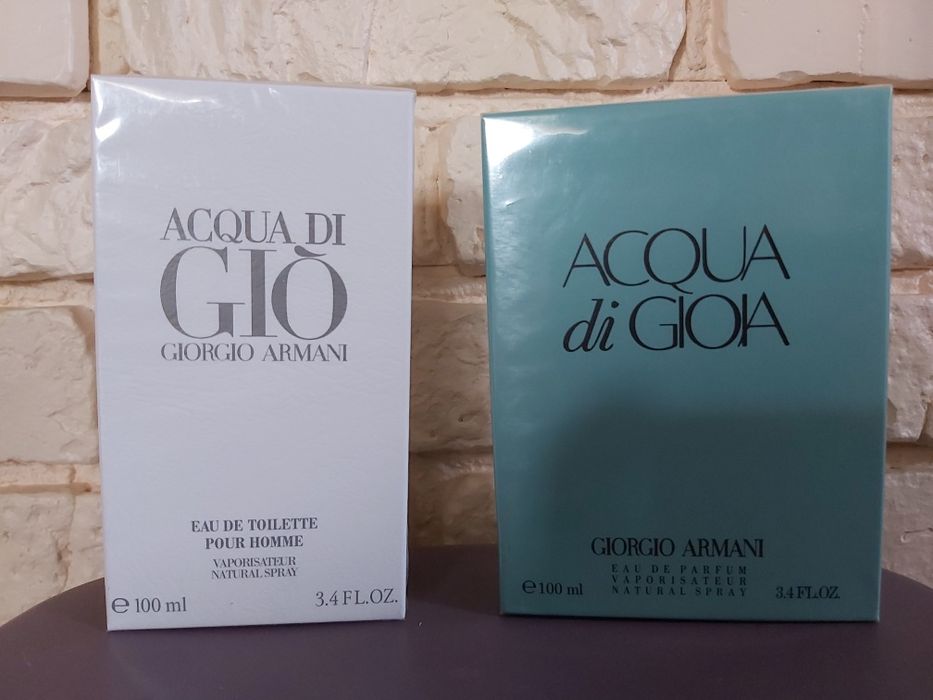 ACQUA DI
GIÒ
GIORGIO ARMANI
EAU DE TOILETTE
POUR HOMME
VAPORISATEUR
NATURAL SPRAY
e 100 ml
3.4 FL.OZ.
ACQUA
di GIOIA
GIORGIO ARMANI
EAU DE PARFUM
VAPORISATEUR
NATURAL SPRAY
e 100 ml
3.4 FL.OZ.